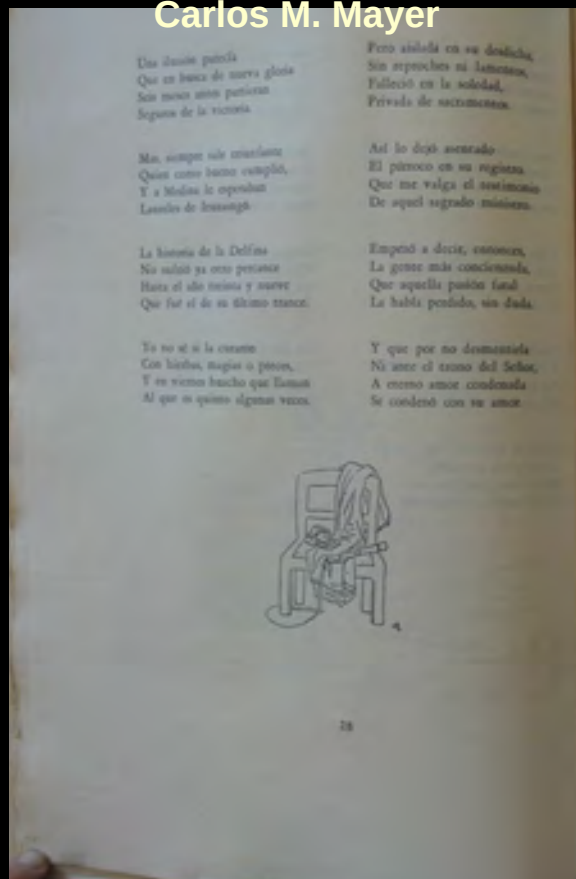 Carlos M. Mayer
Una ilusión parecía
Que en busca de nueva gloria
Seis meses antes partieran
Seguros de la victoria.
Mas, siempre sale triunfante
Quien como bueno cumplió,
Y a Molina le esperaban
Laureles de
La historia de la Delfina
No sufrió ya otro percance
Hasta el año treinta y nueve
Que fue el de su último trance.
Yo no sé si la curaron
Con hierbas, magias o preces,
Y en viernes hancho que llaman
Al que es quinto algunas veces.
Pero aislada en su desdicha,
Sin reproches ni lamentos,
Falleció en la soledad,
Privada de sacramentos.
Así lo dejó asentado
El párroco en su registro.
Que me valga el testimonio
De aquel sagrado ministro.
Empezó a decir, entonces,
La gente más concienzuda,
Que aquella pasión fatal
La había perdido, sin duda.
Y que por no desmentirla
Ni ante el trono del Señor,
A eterno amor condenada
Se condenó con su amor.
28